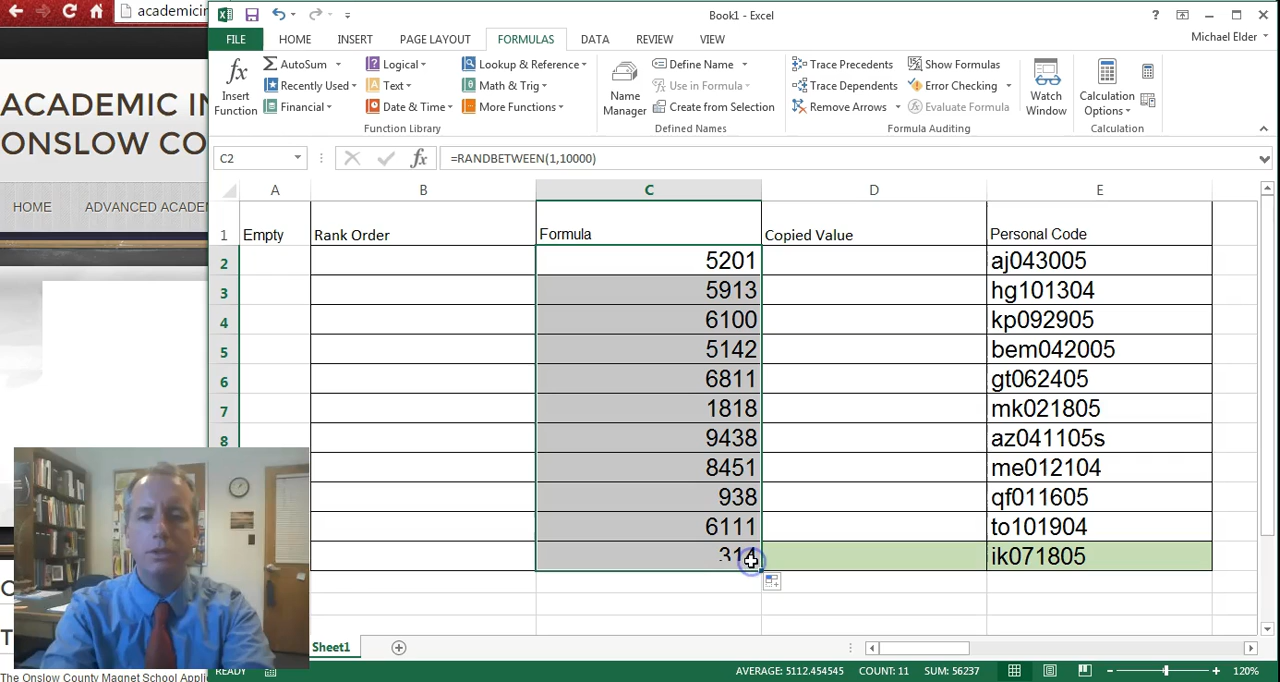 academicin
Book1 - Excel
?
Michael Elder
FILE HOME INSERT PAGE LAYOUT FORMULAS DATA REVIEW VIEW
fx
Insert
Function
AutoSum
Recently Used
Financial
Logical
Text
Date & Time
Lookup & Reference
Math & Trig
More Functions
Function Library
Name
Manager
Define Name
Use in Formula
Create from Selection
Defined Names
Trace Precedents
Trace Dependents
Remove Arrows
Show Formulas
Error Checking
Evaluate Formula
Formula Auditing
Watch
Window
Calculation
Options
Calculation
ACADEMIC IN
ONSLOW CO
HOME ADVANCED ACADE
C2 fx =RANDBETWEEN(1,10000)
A B C D E
1 Empty Rank Order Formula Copied Value Personal Code
2 5201 aj043005
3 5913 hg101304
4 6100 kp092905
5 5142 bem042005
6 6811 gt062405
7 1818 mk021805
8 9438 az041105s
8451 me012104
938 qf011605
6111 to101904
314 ik071805
Sheet1
READY AVERAGE: 5112.454545 COUNT: 11 SUM: 56237 120%
The Onslow County Magnet School Appli